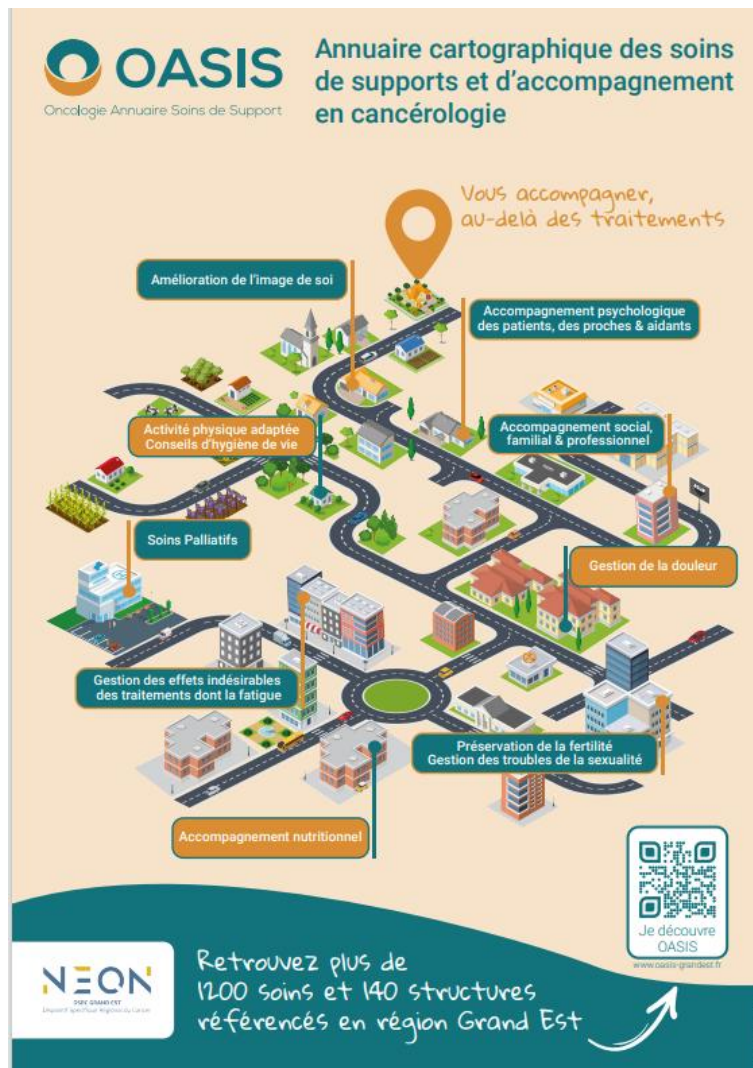 OASIS
Oncologie Annuaire Soins de Support
Annuaire cartographique des soins
de supports et d'accompagnement
en cancérologie
Vous accompagner,
au-delà des traitements
Amélioration de l'image de soi
Accompagnement psychologique
des patients, des proches & aidants
Activité physique adaptée
Conseils d'hygiène de vie
Accompagnement social,
familial & professionnel
Soins Palliatifs
Gestion de la douleur
Gestion des effets indésirables
des traitements dont la fatigue
Préservation de la fertilité
Gestion des troubles de la sexualité
Accompagnement nutritionnel
Je découvre
OASIS
www.oasis-grandest.fr
NEON
DSRC GRAND EST
Dispositif Spécifique Régional du Cancer
Retrouvez plus de
1200 soins et 140 structures
référencés en région Grand Est